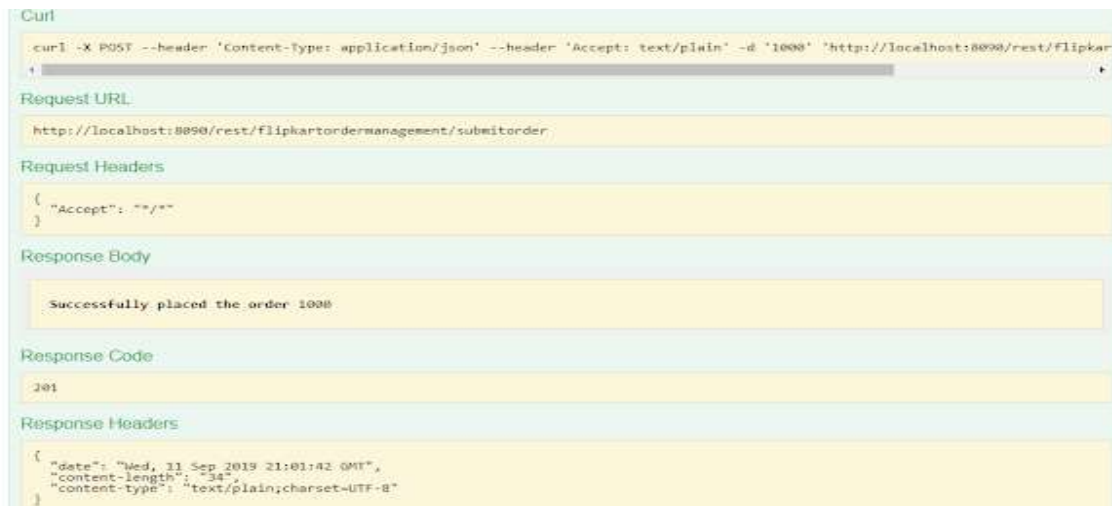 Curl
curl -X POST --header 'Content-Type: application/json' --header 'Accept: text/plain' -d '1000' 'http://localhost:8090/rest/flipkar
Request URL
http://localhost:8090/rest/flipkartordermanagement/submitorder
Request Headers
{
"Accept": "*/*"
}
Response Body
Successfully placed the order 1000
Response Code
201
Response Headers
{
"date": "Wed, 11 Sep 2019 21:01:42 GMT",
"content-length": "34",
"content-type": "text/plain;charset=UTF-8"
}